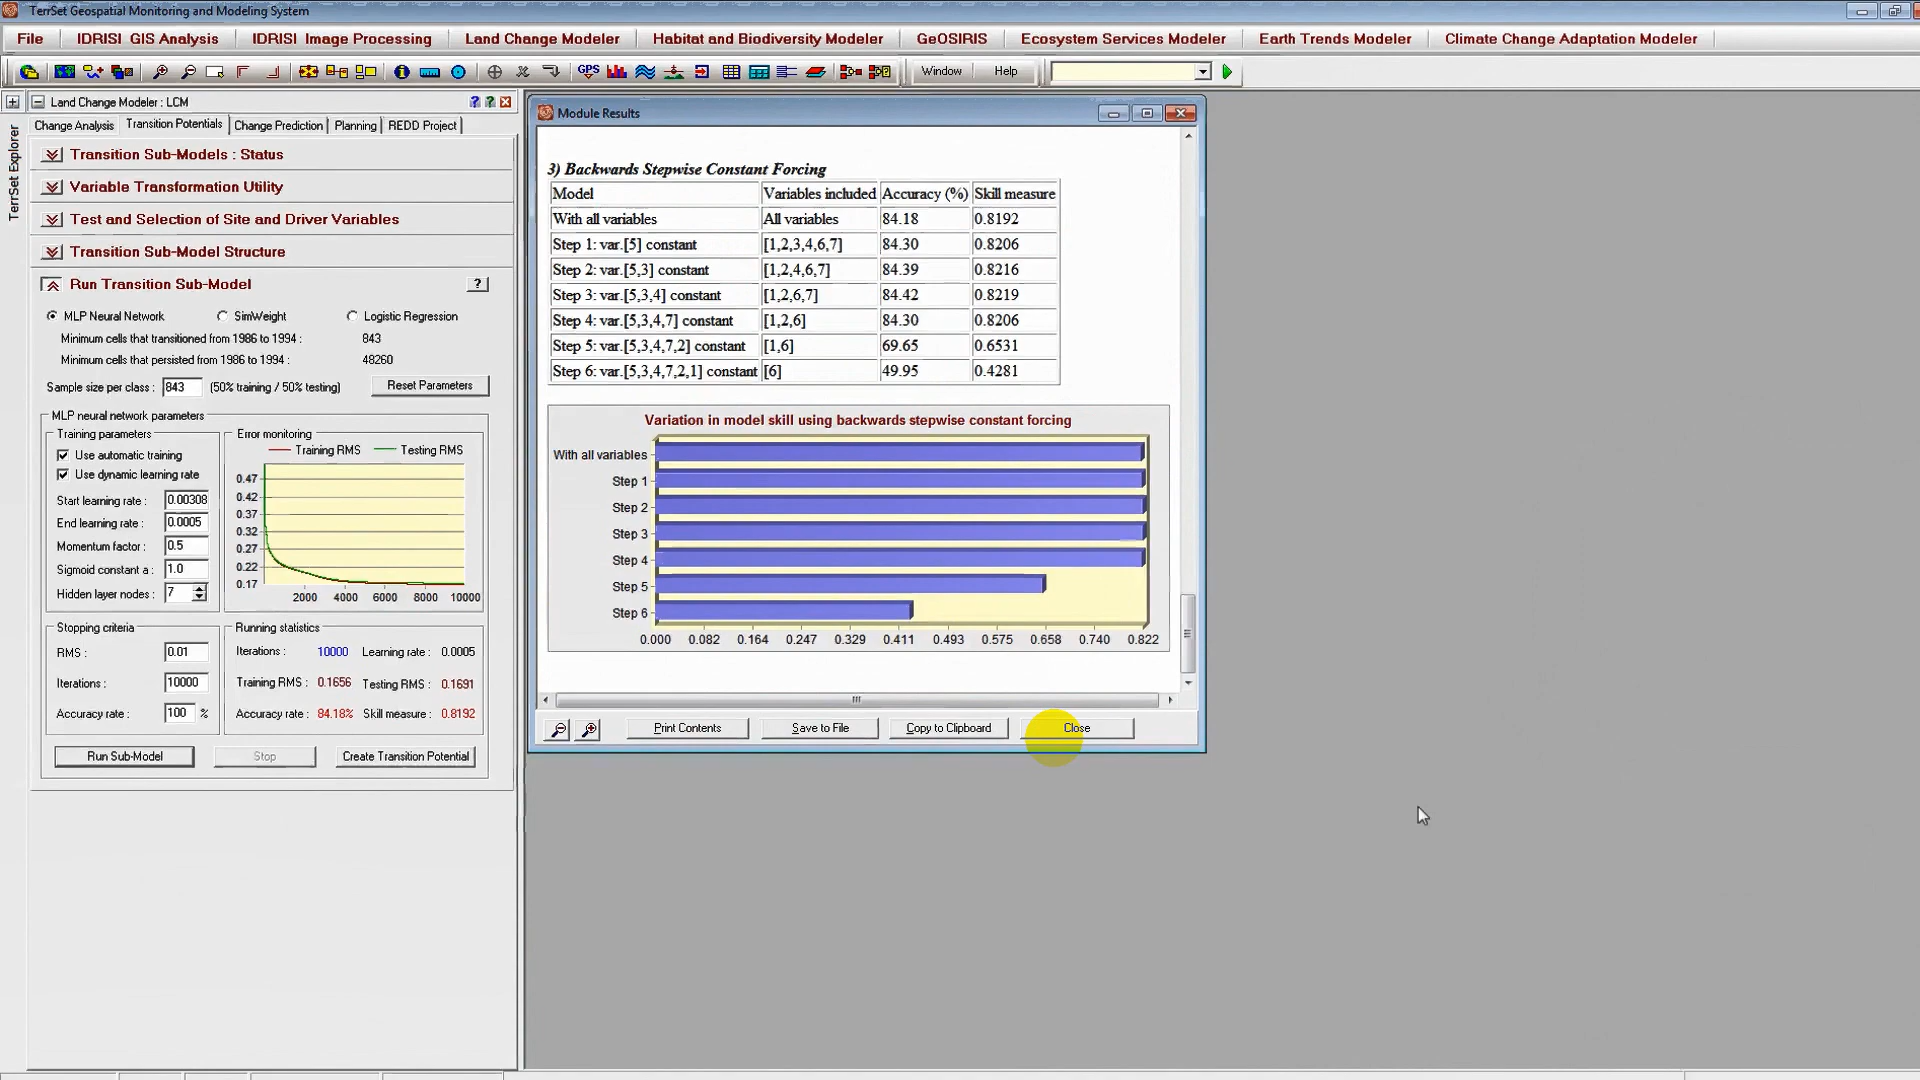 TerrSet Geospatial Monitoring and Modeling System
File IDRISI GIS Analysis IDRISI Image Processing Land Change Modeler Habitat and Biodiversity Modeler GeOSIRIS Ecosystem Services Modeler Earth Trends Modeler Climate Change Adaptation Modeler
GPS Window Help
TerrSet Explorer
Land Change Modeler : LCM
Change Analysis Transition Potentials Change Prediction Planning REDD Project
Transition Sub-Models : Status
Variable Transformation Utility
Test and Selection of Site and Driver Variables
Transition Sub-Model Structure
Run Transition Sub-Model ?
MLP Neural Network SimWeight Logistic Regression
Minimum cells that transitioned from 1986 to 1994 : 843
Minimum cells that persisted from 1986 to 1994 : 48260
Sample size per class : 843 (50% training / 50% testing) Reset Parameters
MLP neural network parameters
Training parameters
Use automatic training
Use dynamic learning rate
Start learning rate : 0.00308
End learning rate : 0.0005
Momentum factor : 0.5
Sigmoid constant a : 1.0
Hidden layer nodes : 7
Error monitoring
Training RMS Testing RMS
0.47
0.42
0.37
0.32
0.27
0.22
0.17
2000 4000 6000 8000 10000
Stopping criteria
RMS : 0.01
Iterations : 10000
Accuracy rate : 100 %
Running statistics
Iterations : 10000 Learning rate : 0.0005
Training RMS : 0.1656 Testing RMS : 0.1691
Accuracy rate : 84.18% Skill measure : 0.8192
Run Sub-Model Stop Create Transition Potential
Module Results
3) Backwards Stepwise Constant Forcing
Model Variables included Accuracy (%) Skill measure
With all variables All variables 84.18 0.8192
Step 1: var.[5] constant [1,2,3,4,6,7] 84.30 0.8206
Step 2: var.[5,3] constant [1,2,4,6,7] 84.39 0.8216
Step 3: var.[5,3,4] constant [1,2,6,7] 84.42 0.8219
Step 4: var.[5,3,4,7] constant [1,2,6] 84.30 0.8206
Step 5: var.[5,3,4,7,2] constant [1,6] 69.65 0.6531
Step 6: var.[5,3,4,7,2,1] constant [6] 49.95 0.4281
Variation in model skill using backwards stepwise constant forcing
With all variables
Step 1
Step 2
Step 3
Step 4
Step 5
Step 6
0.000 0.082 0.164 0.247 0.329 0.411 0.493 0.575 0.658 0.740 0.822
Print Contents Save to File Copy to Clipboard Close